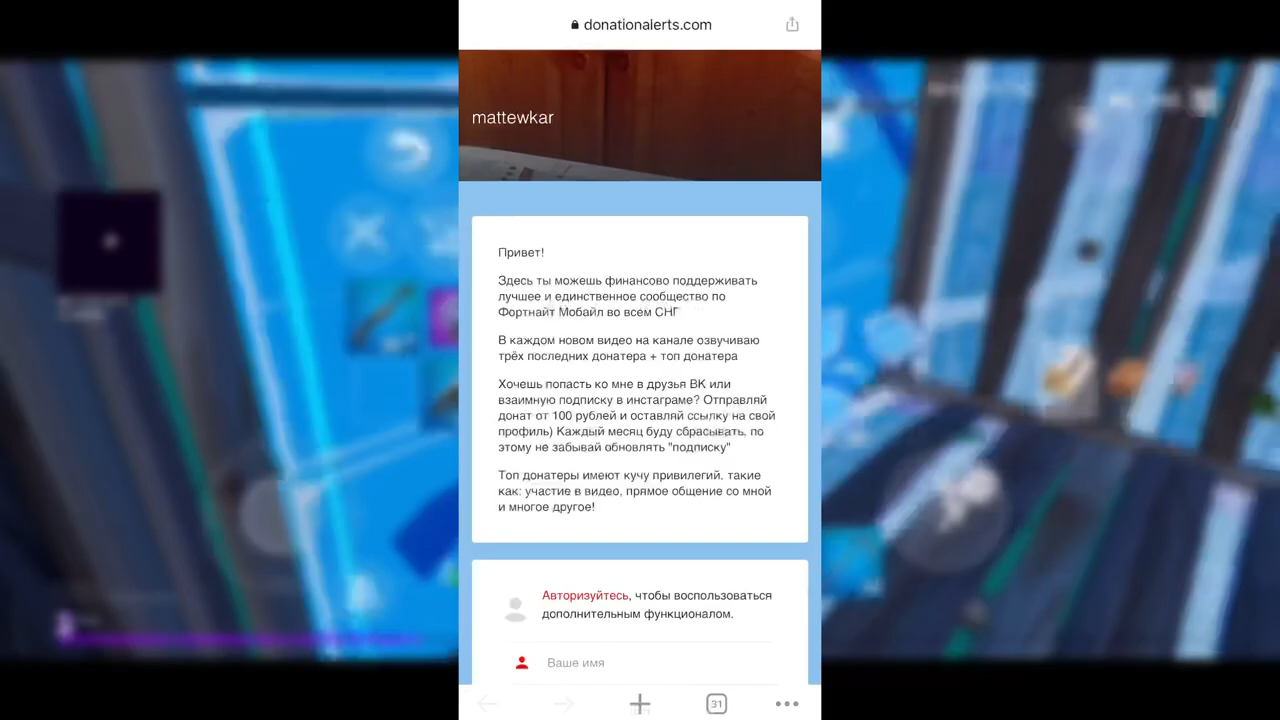 donationalerts.com
mattewkar
Привет!
Здесь ты можешь финансово поддерживать
лучшее и единственное сообщество по
Фортнайт Мобайл во всем СНГ
В каждом новом видео на канале озвучиваю
трёх последних донатера + топ донатера
Хочешь попасть ко мне в друзья ВК или
взаимную подписку в инстаграме? Отправляй
донат от 100 рублей и оставляй ссылку на свой
профиль) Каждый месяц буду сбрасывать, по
этому не забывай обновлять "подписку"
Топ донатеры имеют кучу привилегий, такие
как: участие в видео, прямое общение со мной
и многое другое!
Авторизуйтесь, чтобы воспользоваться
дополнительным функционалом.
Ваше имя
31